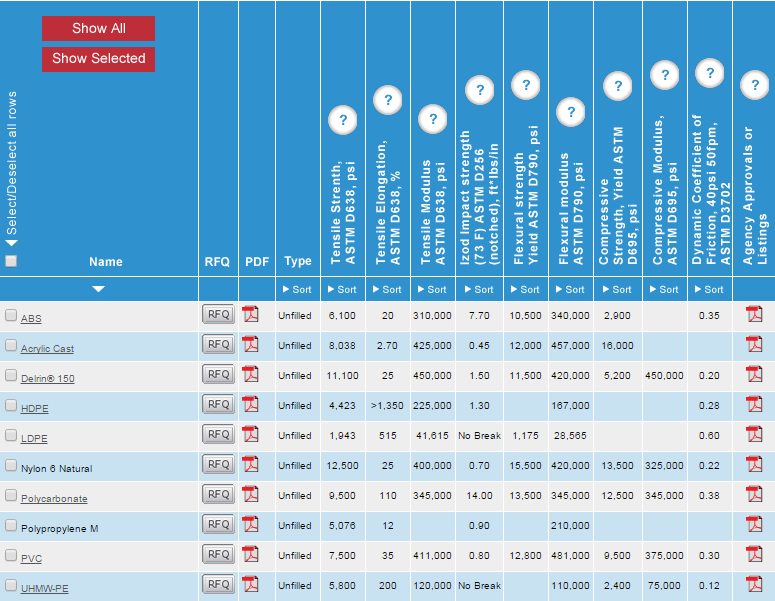 Show All
Show Selected
Select/Deselect all rows
Name
RFQ
PDF
Type
?
Tensile Strenth,
ASTM D638, psi
?
Tensile Elongation,
ASTM D638, %
?
Tensile Modulus
ASTM D638, psi
?
Izod Impact strength
(73 F) ASTM D256
(notched), ft*lbs/in
?
Flexural strength
Yield ASTM D790, psi
?
Flexural modulus
ASTM D790, psi
?
Compressive
Strength, Yield ASTM
D695, psi
?
Compressive Modulus,
ASTM D695, psi
?
Dynamic Coefficient of
Friction, 40psi 50fpm,
ASTM D3702
?
Agency Approvals or
Listings
Sort Sort Sort Sort Sort Sort Sort Sort Sort Sort
ABS RFQ Unfilled 6,100 20 310,000 7.70 10,500 340,000 2,900 0.35
Acrylic Cast RFQ Unfilled 8,038 2.70 425,000 0.45 12,000 457,000 16,000
Delrin® 150 RFQ Unfilled 11,100 25 450,000 1.50 11,500 420,000 5,200 450,000 0.20
HDPE RFQ Unfilled 4,423 >1,350 225,000 1.30 167,000 0.28
LDPE RFQ Unfilled 1,943 515 41,615 No Break 1,175 28,565 0.60
Nylon 6 Natural RFQ Unfilled 12,500 25 400,000 0.70 15,500 420,000 13,500 325,000 0.22
Polycarbonate RFQ Unfilled 9,500 110 345,000 14.00 13,500 345,000 12,500 345,000 0.38
Polypropylene M RFQ Unfilled 5,076 12 0.90 210,000
PVC RFQ Unfilled 7,500 35 411,000 0.80 12,800 481,000 9,500 375,000 0.30
UHMW-PE RFQ Unfilled 5,800 200 120,000 No Break 110,000 2,400 75,000 0.12